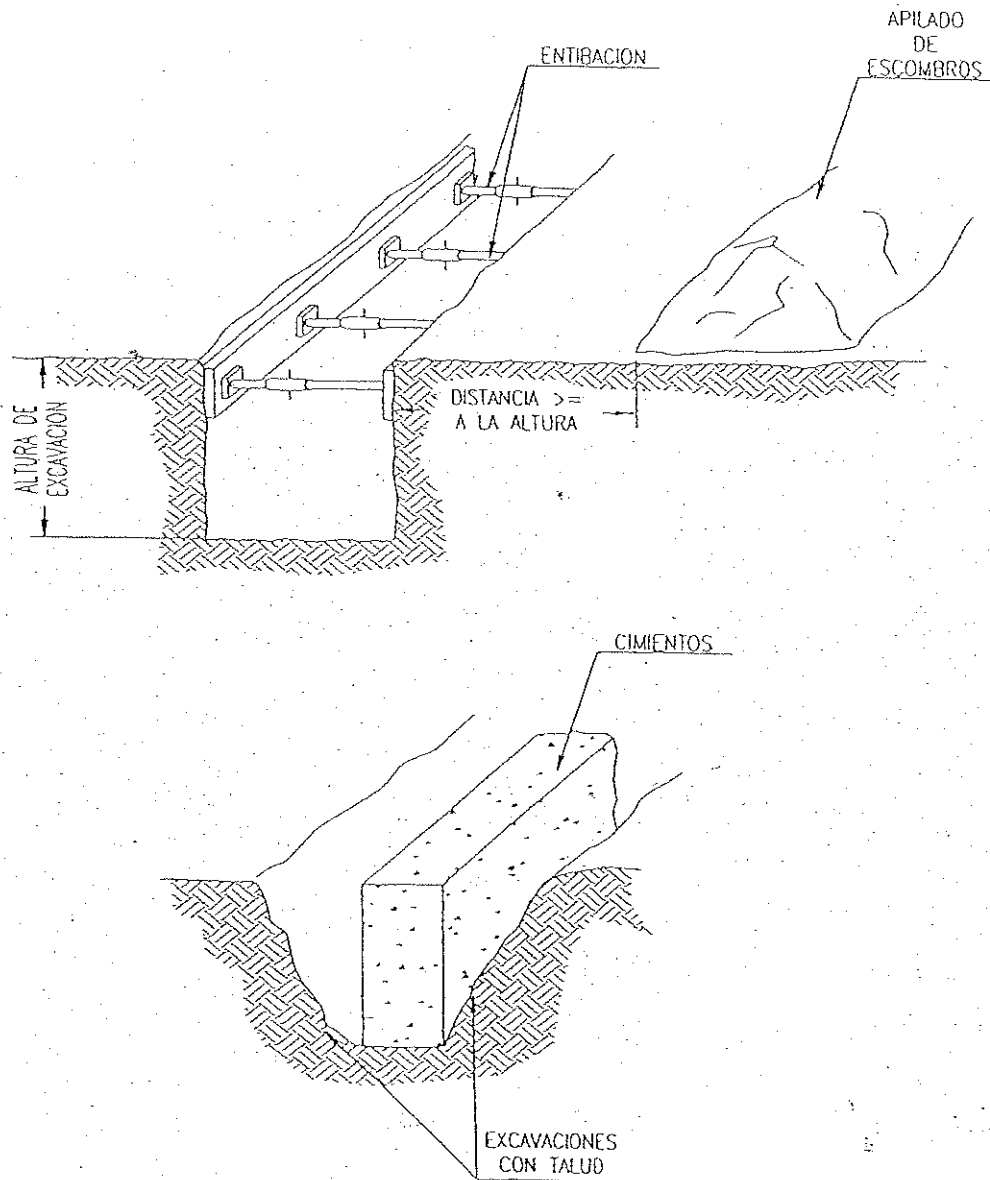 APILADO
DE
ESCOMBROS
ENTIBACION
DISTANCIA >=
A LA ALTURA
ALTURA DE
EXCAVACION
CIMIENTOS
EXCAVACIONES
CON TALUD